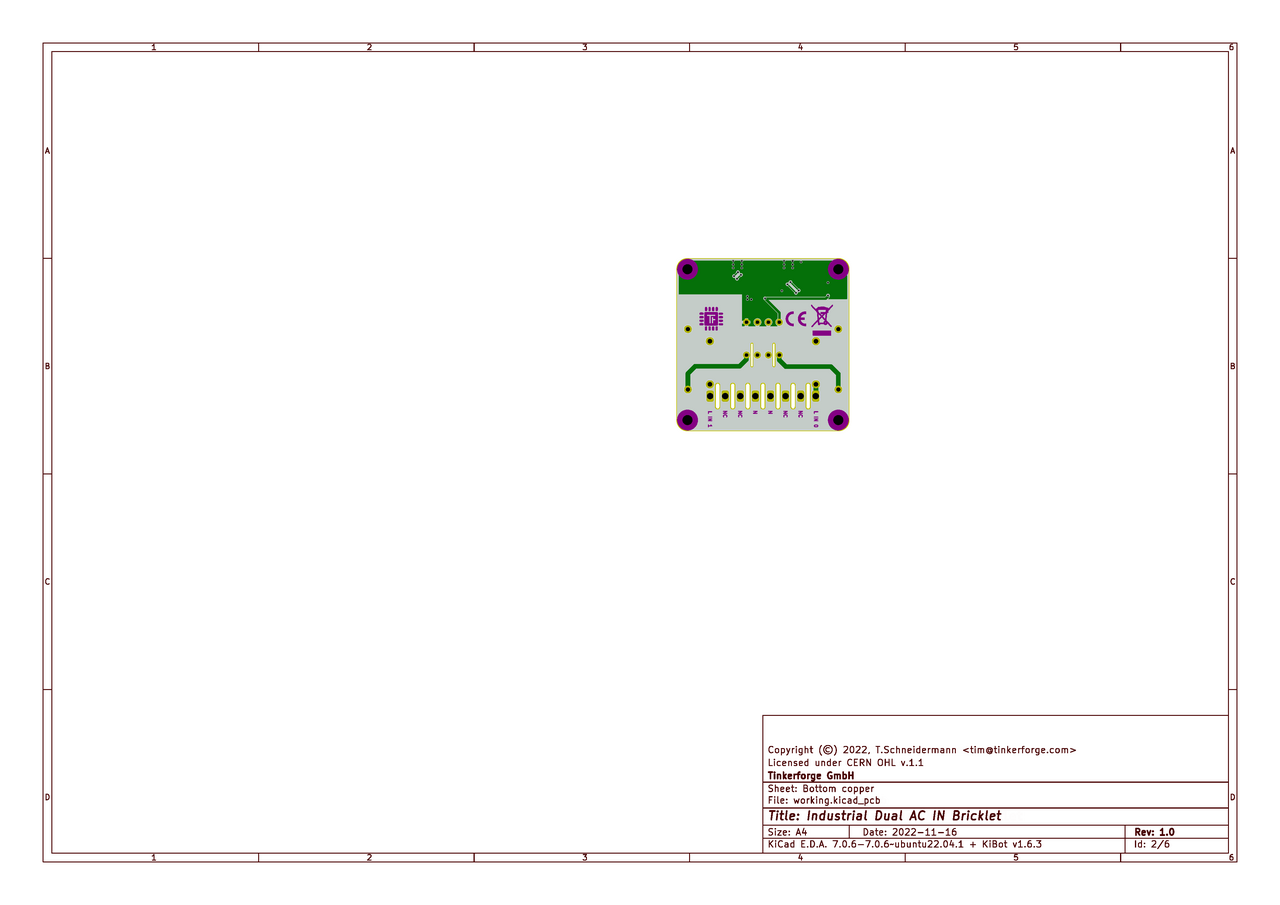 1 2 3 4 5 6
A A
TF CE
B B
L IN 1 NC NC N N NC NC L IN 0
C C
Copyright (©) 2022, T.Schneidermann <tim@tinkerforge.com>
Licensed under CERN OHL v.1.1
Tinkerforge GmbH
Sheet: Bottom copper
D D
File: working.kicad_pcb
Title: Industrial Dual AC IN Bricklet
Size: A4 Date: 2022-11-16 Rev: 1.0
KiCad E.D.A. 7.0.6-7.0.6~ubuntu22.04.1 + KiBot v1.6.3 Id: 2/6
1 2 3 4 5 6